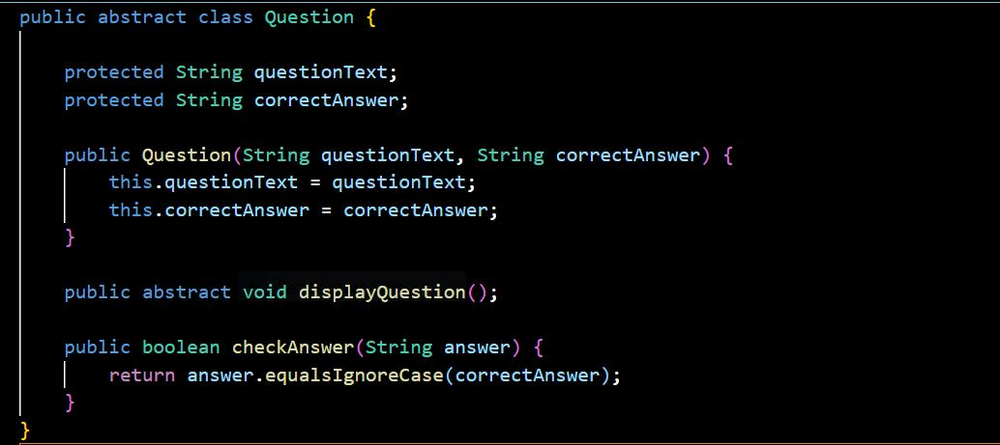 public abstract class Question {
    protected String questionText;
    protected String correctAnswer;
    public Question(String questionText, String correctAnswer) {
        this.questionText = questionText;
        this.correctAnswer = correctAnswer;
    }
    public abstract void displayQuestion();
    public boolean checkAnswer(String answer) {
        return answer.equalsIgnoreCase(correctAnswer);
    }
}